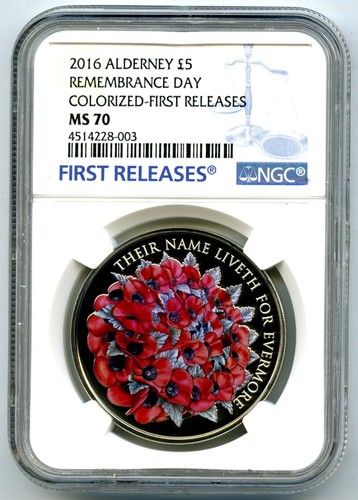 2016 ALDERNEY £5
REMEMBRANCE DAY
COLORIZED-FIRST RELEASES
MS 70
4514228-003
FIRST RELEASES®
NGC®
THEIR NAME LIVETH FOR EVERMORE